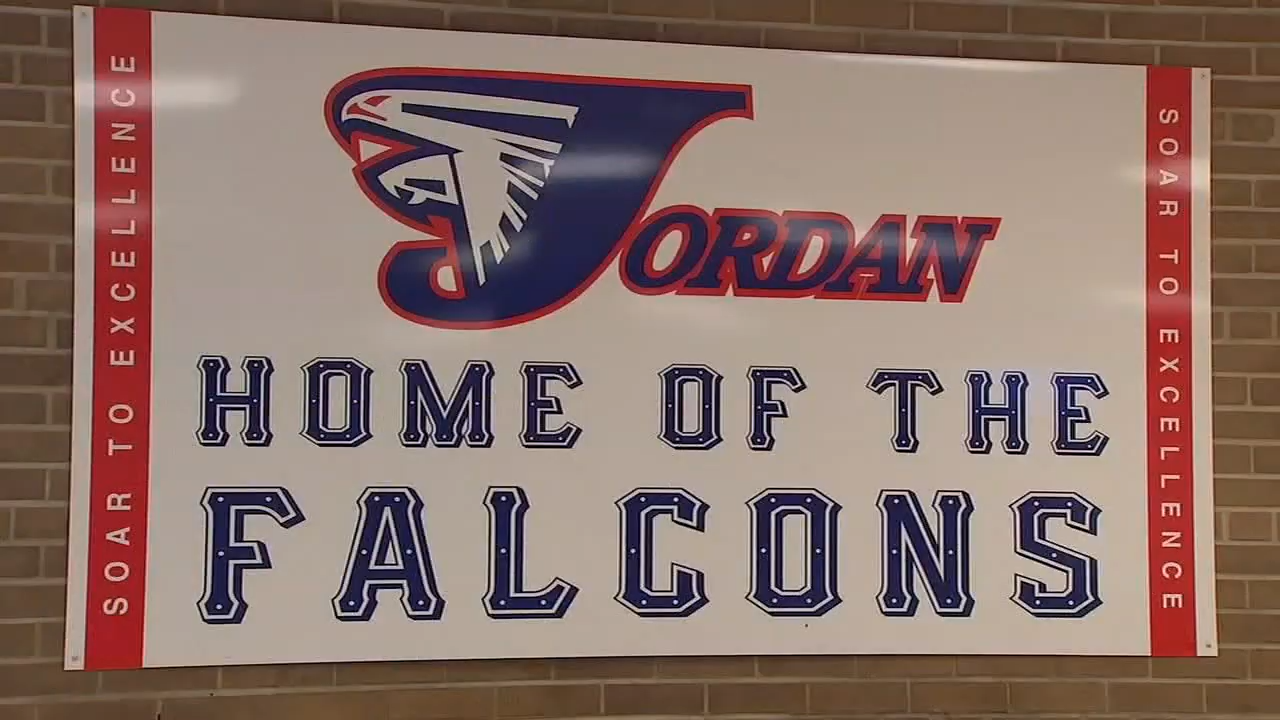 SOAR TO EXCELLENCE
JORDAN
HOME OF THE
FALCONS
SOAR TO EXCELLENCE